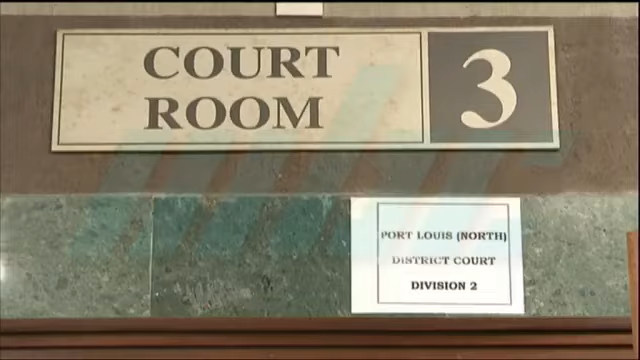 COURT
ROOM
3
PORT LOUIS (NORTH)
DISTRICT COURT
DIVISION 2